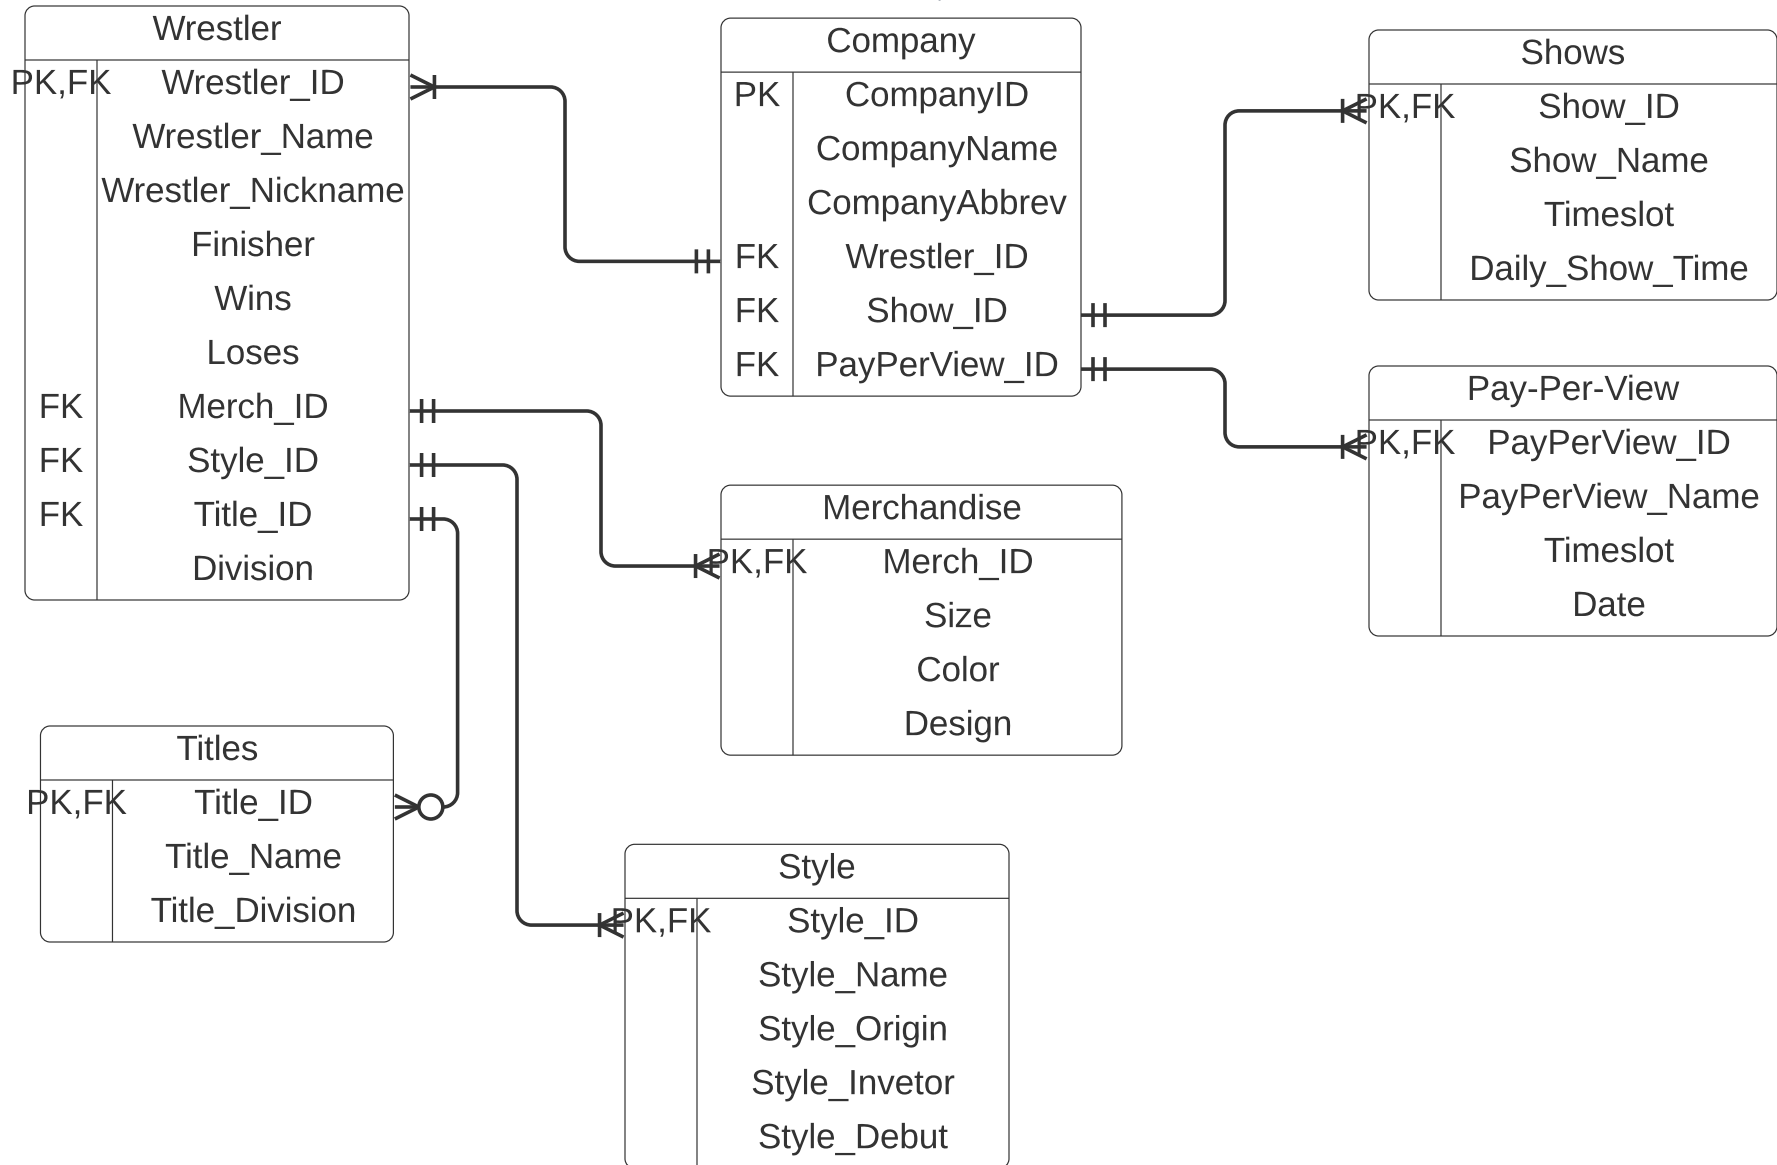 Wrestler
PK,FK Wrestler_ID
Wrestler_Name
Wrestler_Nickname
Finisher
Wins
Loses
FK Merch_ID
FK Style_ID
FK Title_ID
Division
Company
PK CompanyID
CompanyName
CompanyAbbrev
FK Wrestler_ID
FK Show_ID
FK PayPerView_ID
Shows
PK,FK Show_ID
Show_Name
Timeslot
Daily_Show_Time
Pay-Per-View
PK,FK PayPerView_ID
PayPerView_Name
Timeslot
Date
Merchandise
PK,FK Merch_ID
Size
Color
Design
Titles
PK,FK Title_ID
Title_Name
Title_Division
Style
PK,FK Style_ID
Style_Name
Style_Origin
Style_Invetor
Style_Debut